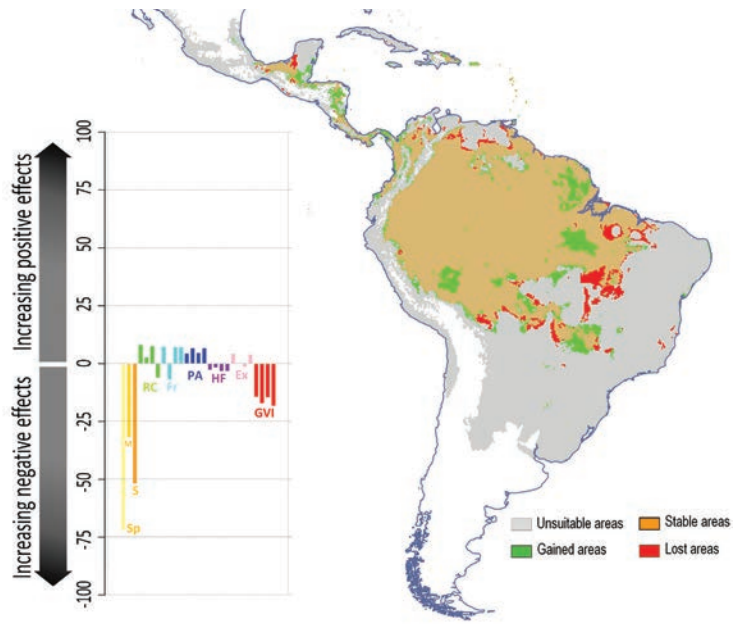 Increasing positive effects
Increasing negative effects
100
75
50
25
0
-25
-50
-75
-100
RC
Fr
PA
HF
Ex
GVI
M
S
Sp
Unsuitable areas
Stable areas
Gained areas
Lost areas